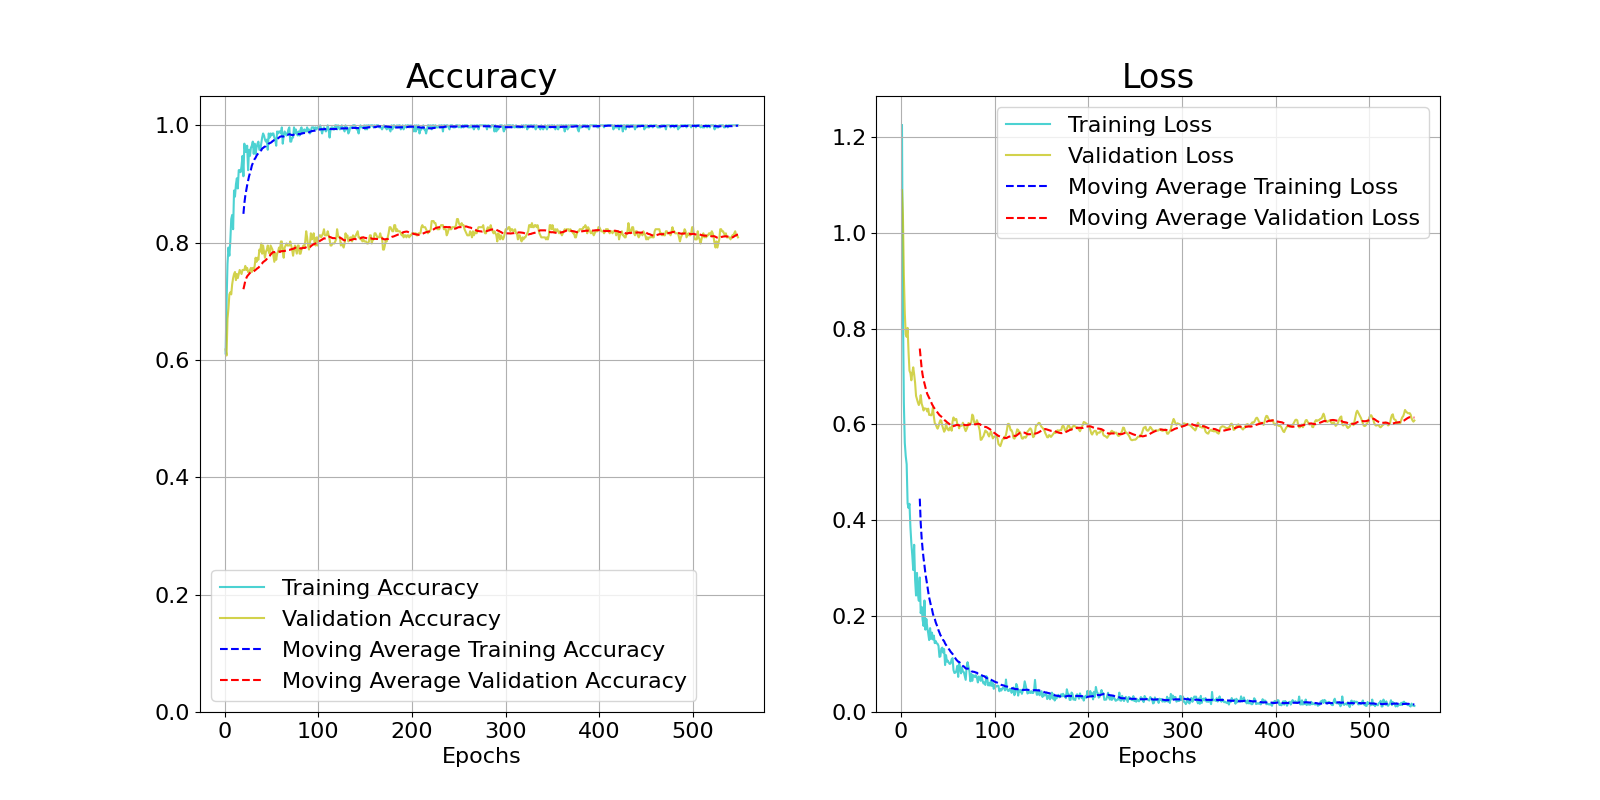 Accuracy
1.0
0.8
0.6
0.4
0.2
0.0
Training Accuracy
Validation Accuracy
Moving Average Training Accuracy
Moving Average Validation Accuracy
0 100 200 300 400 500
Epochs
Loss
1.2
1.0
0.8
0.6
0.4
0.2
0.0
Training Loss
Validation Loss
Moving Average Training Loss
Moving Average Validation Loss
0 100 200 300 400 500
Epochs